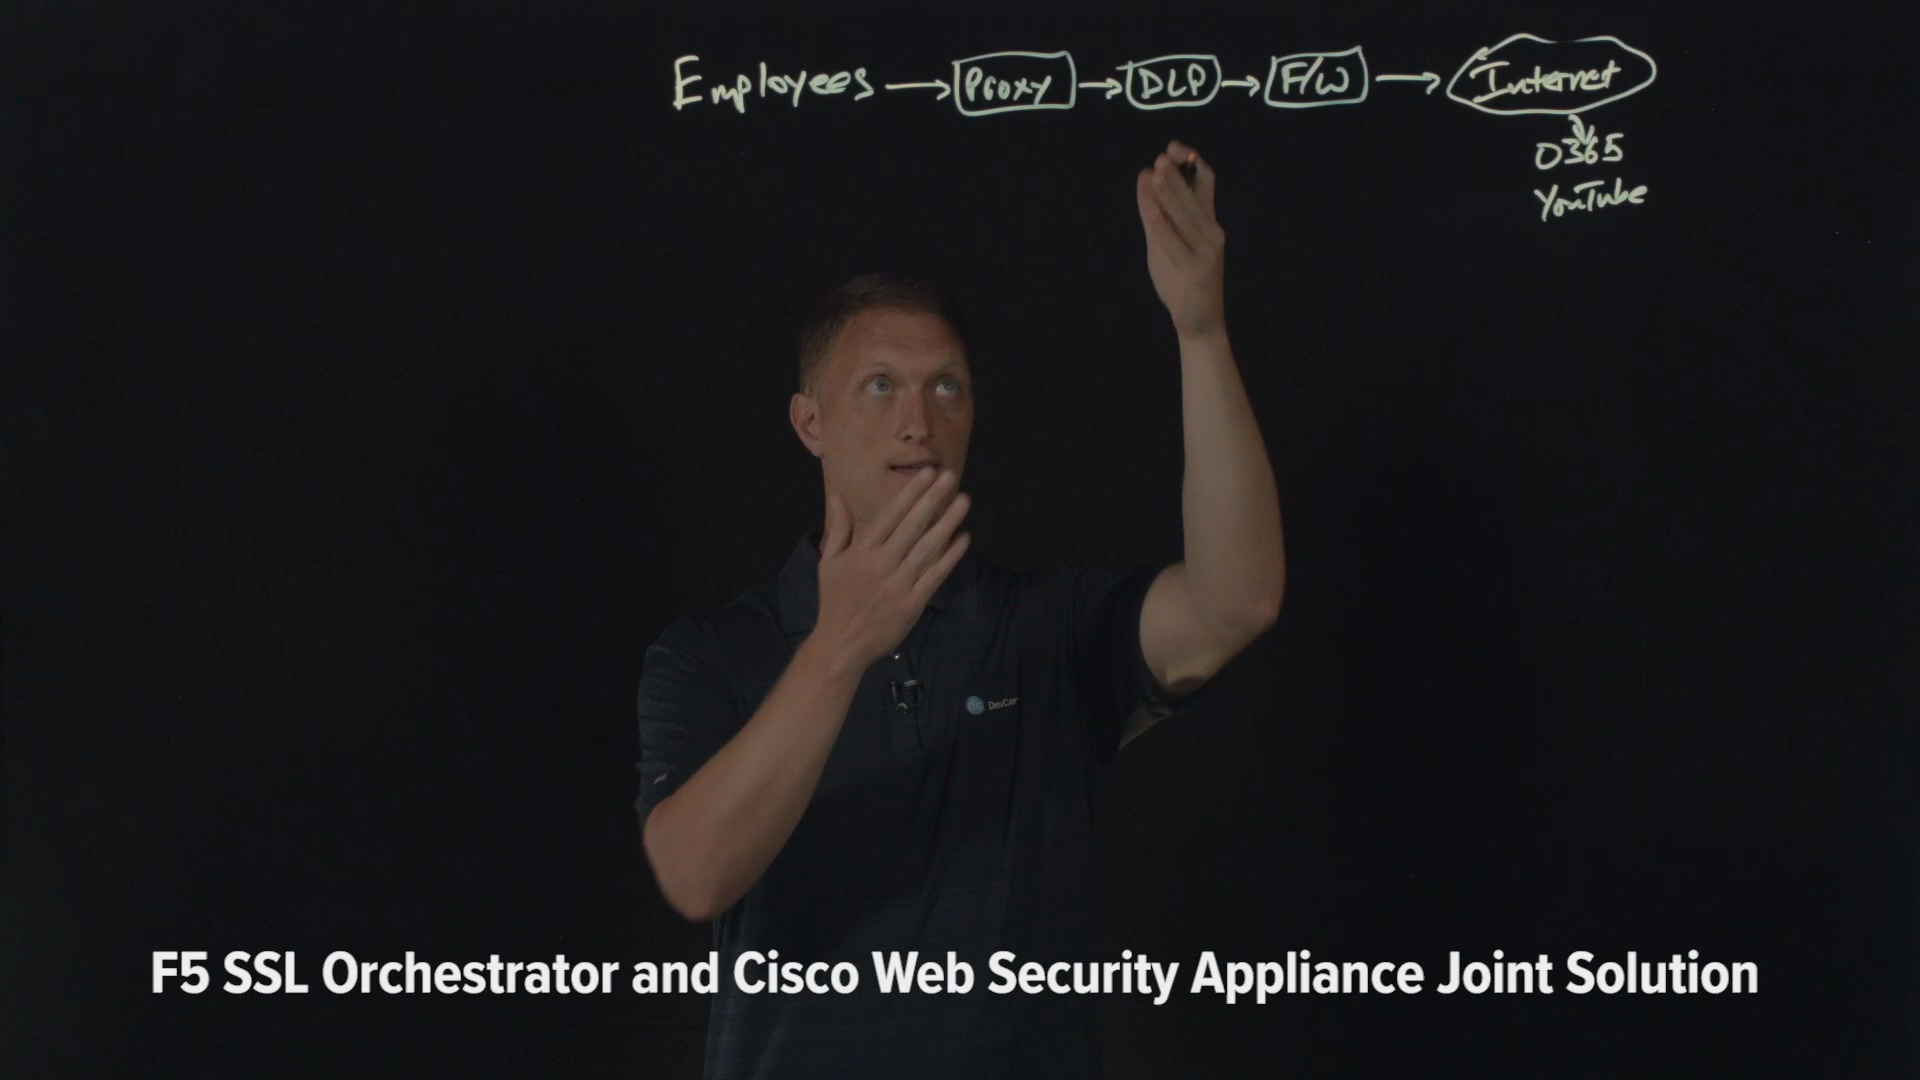 Employees → Proxy → DLP → F/W → Internet
O365
YouTube
F5 SSL Orchestrator and Cisco Web Security Appliance Joint Solution